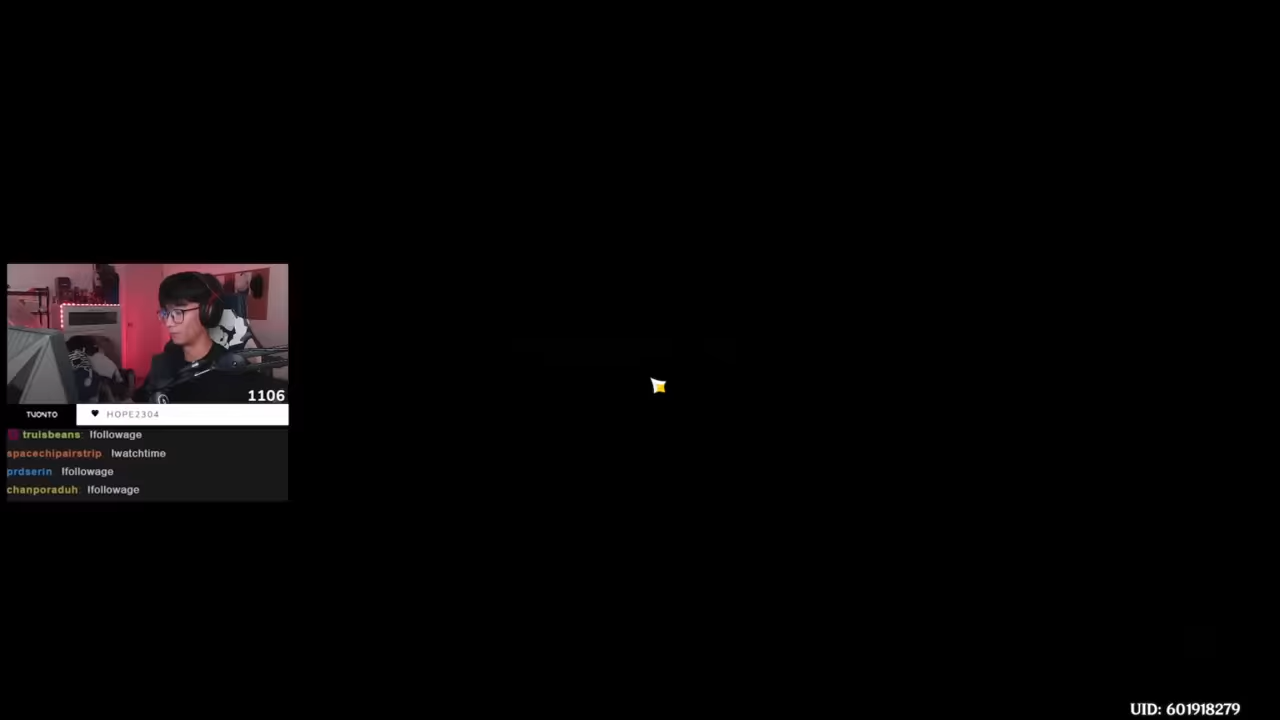 1106
TUONTO
HOPE2304
truisbeans: !followage
spacechipairstrip !watchtime
prdserin !followage
chanporaduh: !followage
UID: 601918279